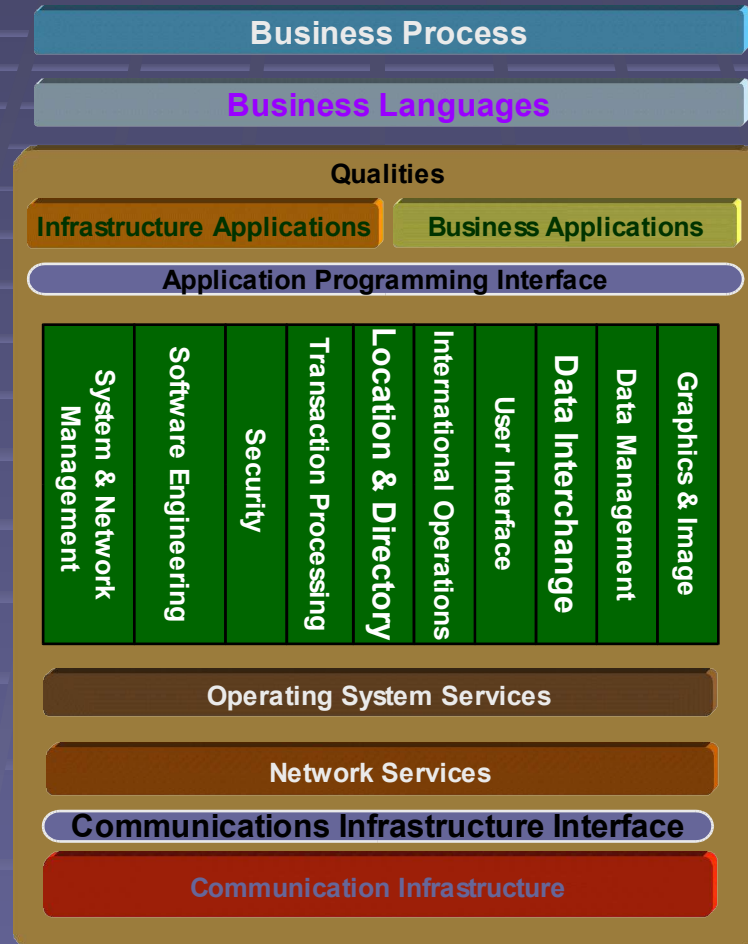 Business Process
Business Languages
Qualities
Infrastructure Applications
Business Applications
Application Programming Interface
System & Network
Management
Software Engineering
Security
Transaction Processing
Location & Directory
International Operations
User Interface
Data Interchange
Data Management
Graphics & Image
Operating System Services
Network Services
Communications Infrastructure Interface
Communication Infrastructure